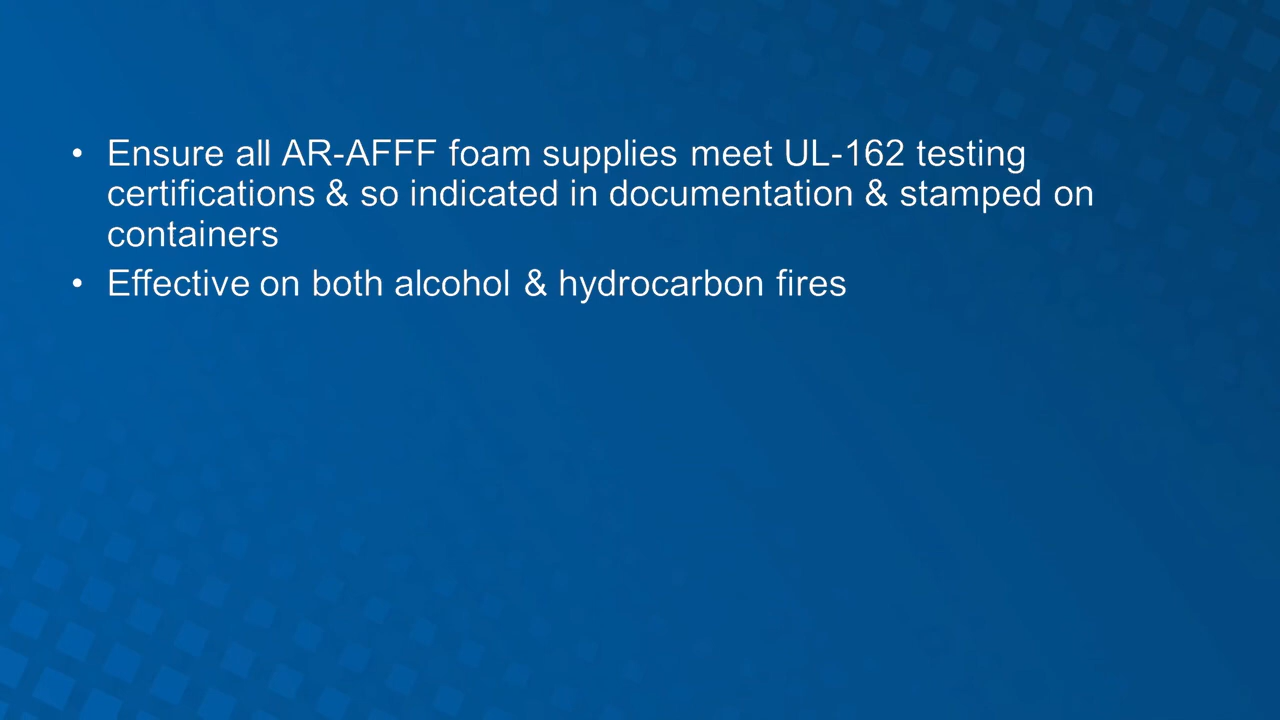 • Ensure all AR-AFFF foam supplies meet UL-162 testing
certifications & so indicated in documentation & stamped on
containers
• Effective on both alcohol & hydrocarbon fires